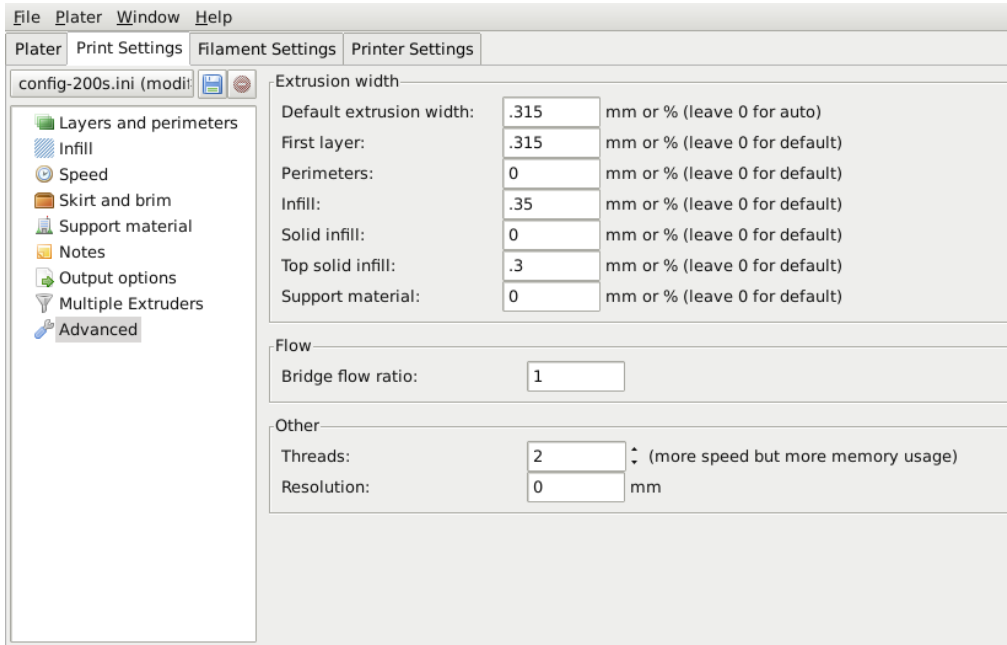 File Plater Window Help
Plater Print Settings Filament Settings Printer Settings
config-200s.ini (modif
Layers and perimeters
Infill
Speed
Skirt and brim
Support material
Notes
Output options
Multiple Extruders
Advanced
Extrusion width
Default extrusion width: .315 mm or % (leave 0 for auto)
First layer: .315 mm or % (leave 0 for default)
Perimeters: 0 mm or % (leave 0 for default)
Infill: .35 mm or % (leave 0 for default)
Solid infill: 0 mm or % (leave 0 for default)
Top solid infill: .3 mm or % (leave 0 for default)
Support material: 0 mm or % (leave 0 for default)
Flow
Bridge flow ratio: 1
Other
Threads: 2 (more speed but more memory usage)
Resolution: 0 mm